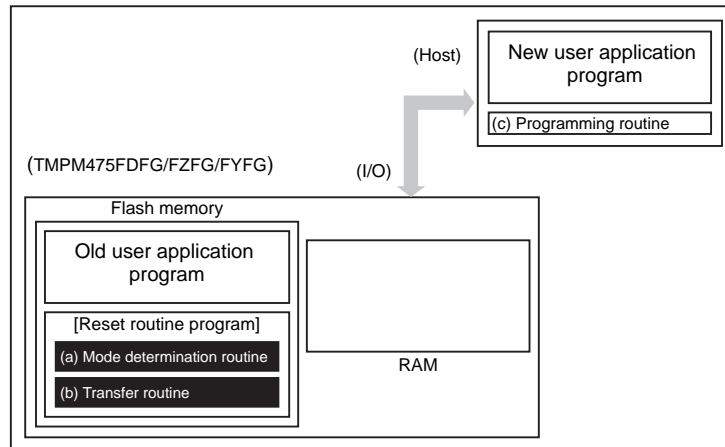 (Host)
New user application
program
(c) Programming routine
(TMPM475FDFG/FZFG/FYFG)
(I/O)
Flash memory
Old user application
program
[Reset routine program]
(a) Mode determination routine
(b) Transfer routine
RAM